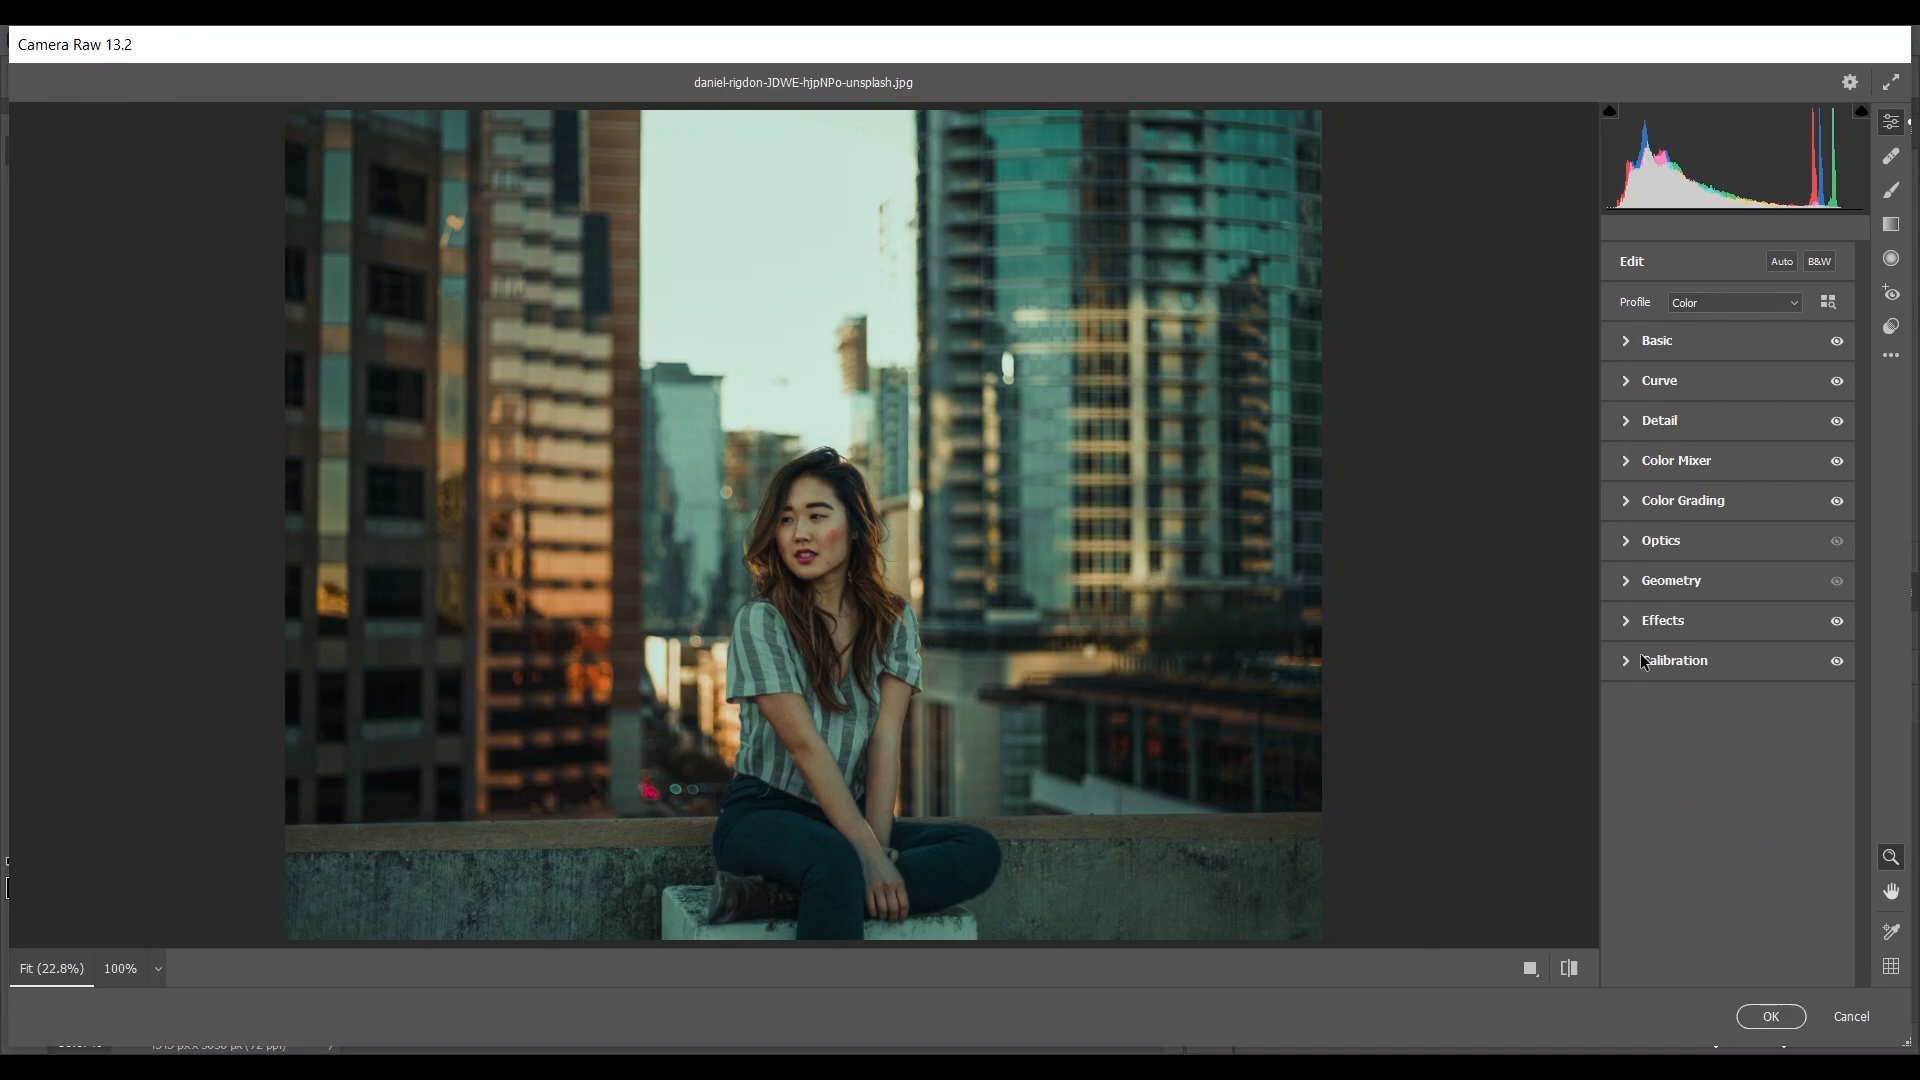 Camera Raw 13.2
daniel-rigdon-JDWE-hjpNPo-unsplash.jpg
Edit
Auto
B&W
Profile
Color
Basic
Curve
Detail
Color Mixer
Color Grading
Optics
Geometry
Effects
Calibration
Fit (22.8%)
100%
OK
Cancel